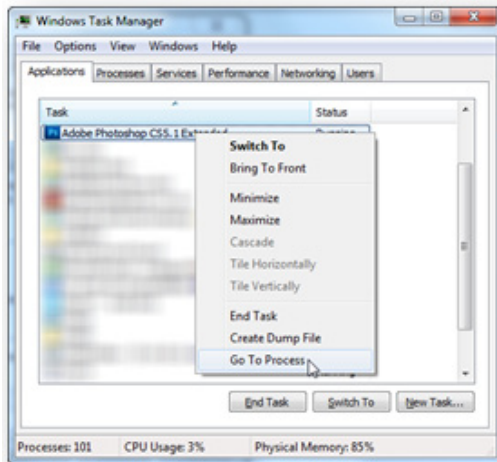 Windows Task Manager
File Options View Windows Help
Applications Processes Services Performance Networking Users
Task Status
Adobe Photoshop CS5.1 Extended Running
Switch To
Bring To Front
Minimize
Maximize
Cascade
Tile Horizontally
Tile Vertically
End Task
Create Dump File
Go To Process
End Task Switch To New Task...
Processes: 101 CPU Usage: 3% Physical Memory: 85%